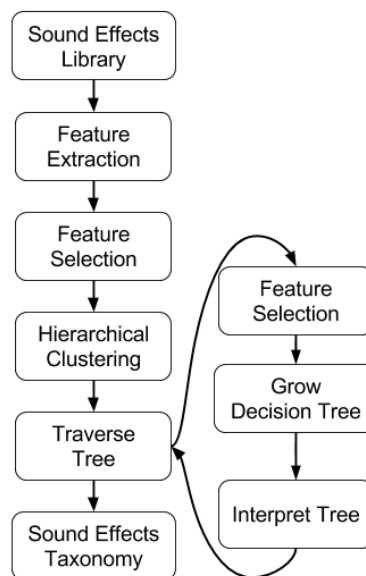 Sound Effects
Library
Feature
Extraction
Feature
Selection
Hierarchical
Clustering
Traverse
Tree
Sound Effects
Taxonomy
Feature
Selection
Grow
Decision Tree
Interpret Tree